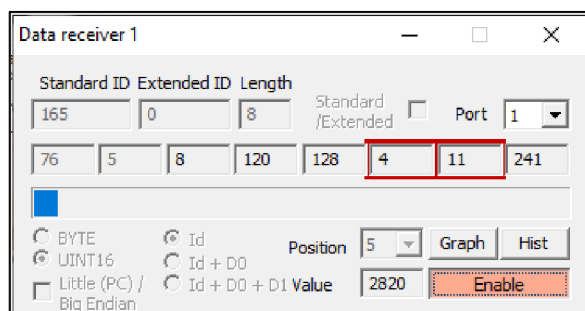 Data receiver 1
Standard ID Extended ID Length
165 0 8 Standard /Extended Port 1
76 5 8 120 128 4 11 241
BYTE Id Position 5 Graph Hist
UINT16 Id + D0
Little (PC) / Big Endian Id + D0 + D1 Value 2820 Enable